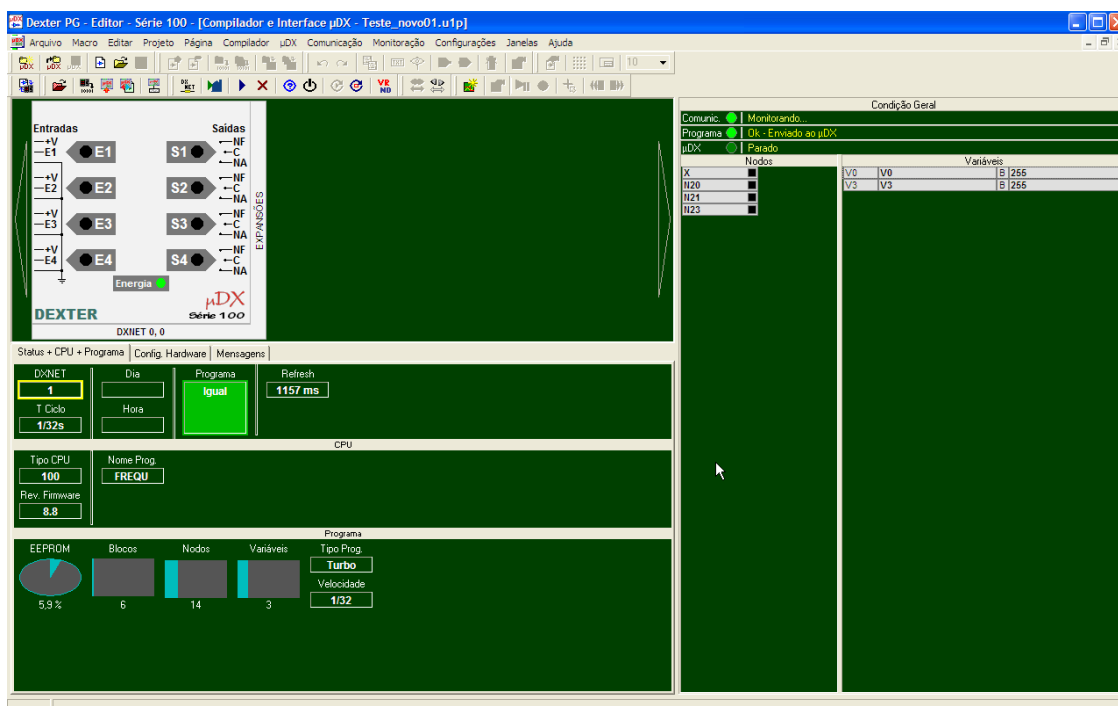 Dexter PG - Editor - Série 100 - [Compilador e Interface µDX - Teste_novo01.u1p]
Arquivo Macro Editar Projeto Página Compilador µDX Comunicação Monitoração Configurações Janelas Ajuda
10
Entradas Saídas
+V NF
E1 E1 S1 C
NA
+V NF
E2 E2 S2 C
NA
+V NF
E3 E3 S3 C
NA
+V NF
E4 E4 S4 C
NA
EXPANSÕES
Energia
µDX
DEXTER Série 100
DXNET 0, 0
Condição Geral
Comunic. Monitorando...
Programa Ok - Enviado ao µDX
µDX Parado
Nodos Variáveis
X V0 V0 B 255
N20 V3 V3 B 255
N21
N23
Status + CPU + Programa Config. Hardware Mensagens
DXNET Dia Programa Refresh
1 Igual 1157 ms
T Ciclo Hora
1/32s
CPU
Tipo CPU Nome Prog.
100 FREQU
Rev. Firmware
8.8
Programa
EEPROM Blocos Nodos Variáveis Tipo Prog.
Turbo
Velocidade
5,9 % 6 14 3 1/32